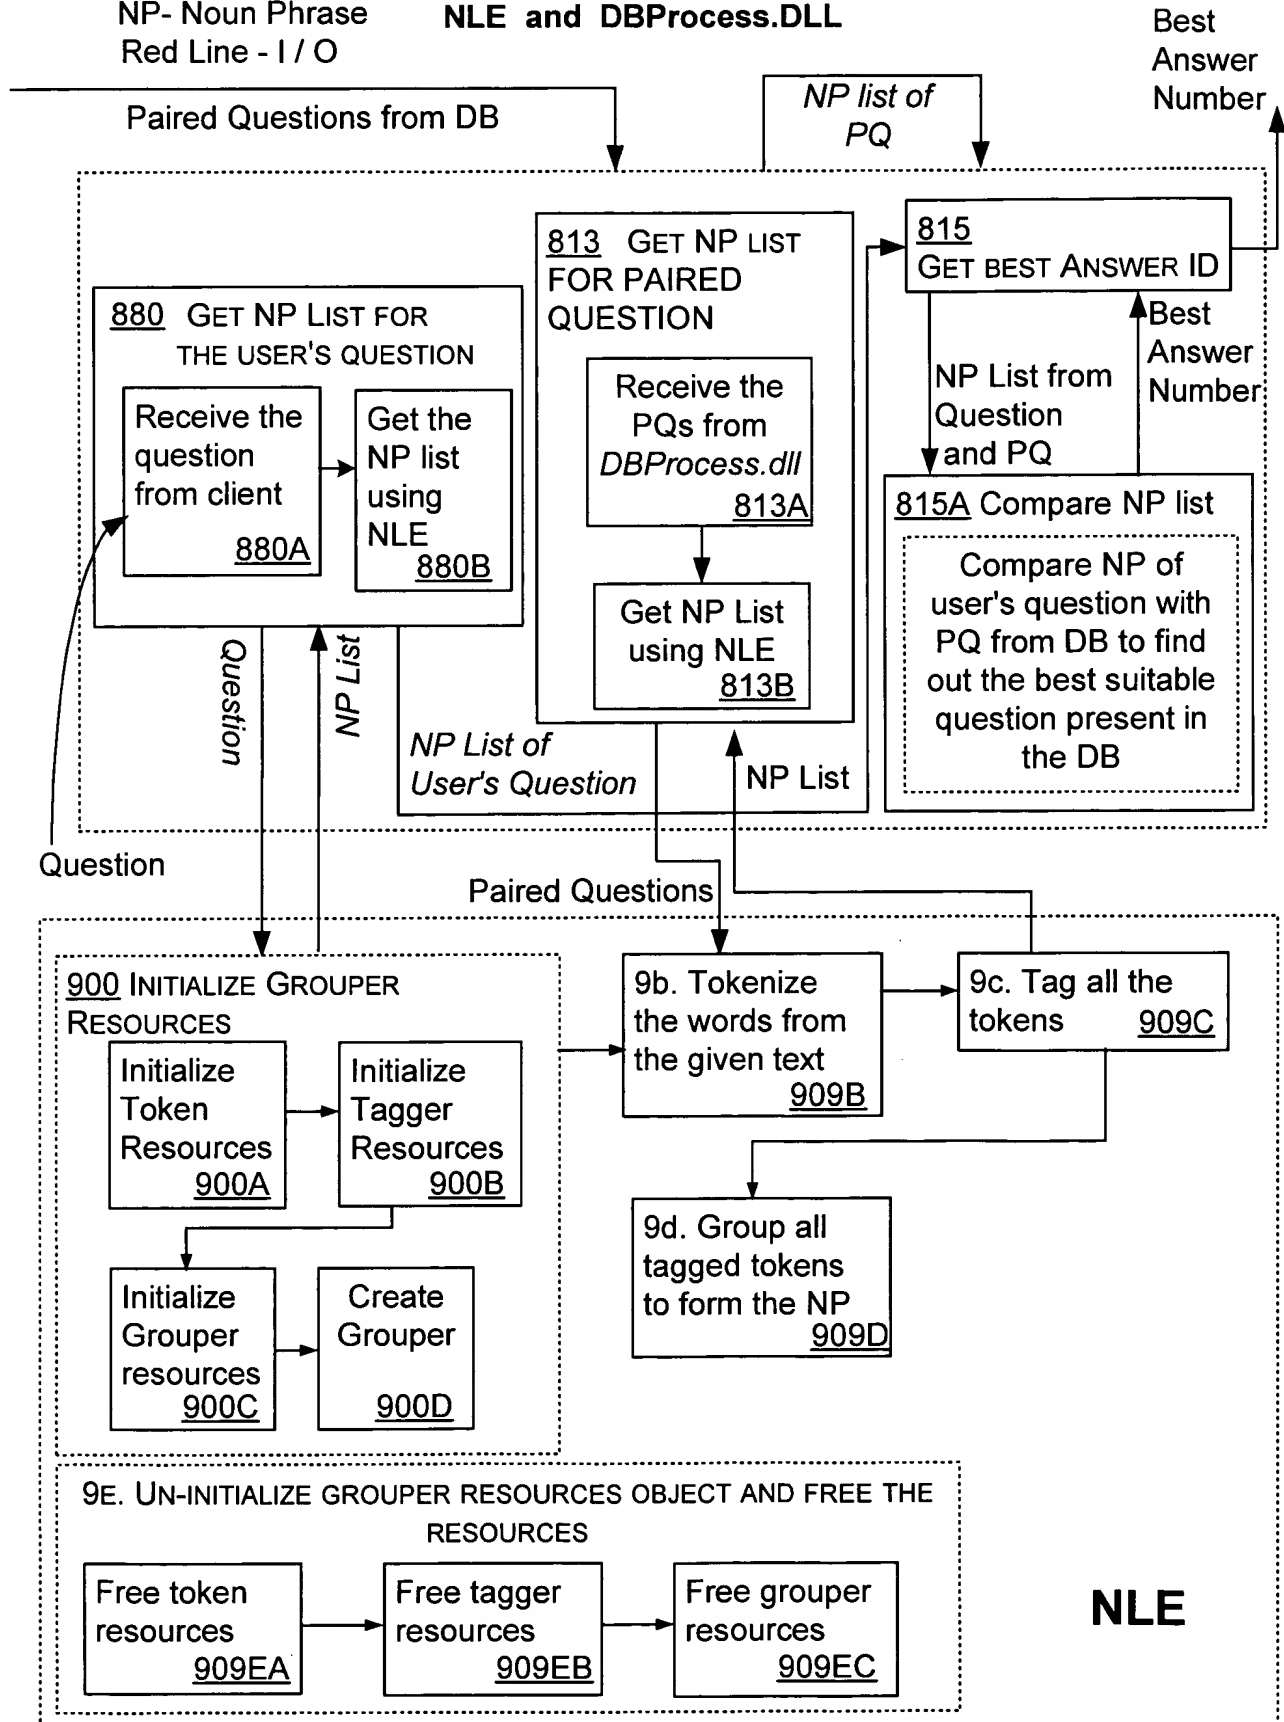 NP- Noun Phrase
Red Line - I / O
NLE and DBProcess.DLL
Best
Answer
Number
Paired Questions from DB
NP list of
PQ
880 GET NP LIST FOR
THE USER'S QUESTION
Receive the
question
from client
880A
Get the
NP list
using
NLE
880B
813 GET NP LIST
FOR PAIRED
QUESTION
Receive the
PQs from
DBProcess.dll
813A
Get NP List
using NLE
813B
815
GET BEST ANSWER ID
NP List from
Question
and PQ
Best
Answer
Number
815A Compare NP list
Compare NP of
user's question with
PQ from DB to find
out the best suitable
question present in
the DB
Question
NP List
NP List of
User's Question
NP List
Question
Paired Questions
900 INITIALIZE GROUPER
RESOURCES
Initialize
Token
Resources
900A
Initialize
Tagger
Resources
900B
Initialize
Grouper
resources
900C
Create
Grouper
900D
9b. Tokenize
the words from
the given text
909B
9c. Tag all the
tokens 909C
9d. Group all
tagged tokens
to form the NP
909D
9E. UN-INITIALIZE GROUPER RESOURCES OBJECT AND FREE THE
RESOURCES
Free token
resources
909EA
Free tagger
resources
909EB
Free grouper
resources
909EC
NLE